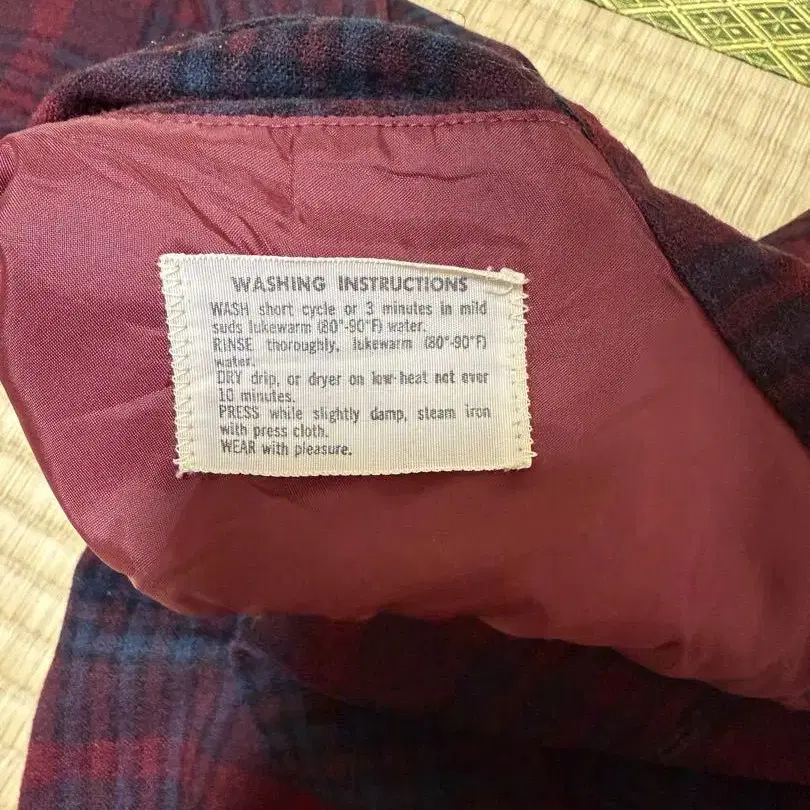 WASHING INSTRUCTIONS
WASH short cycle or 3 minutes in mild
suds lukewarm (80°-90°F) water.
RINSE thoroughly, lukewarm (80°-90°F)
water.
DRY drip, or dryer on low-heat not over
10 minutes.
PRESS while slightly damp, steam iron
with press cloth.
WEAR with pleasure.